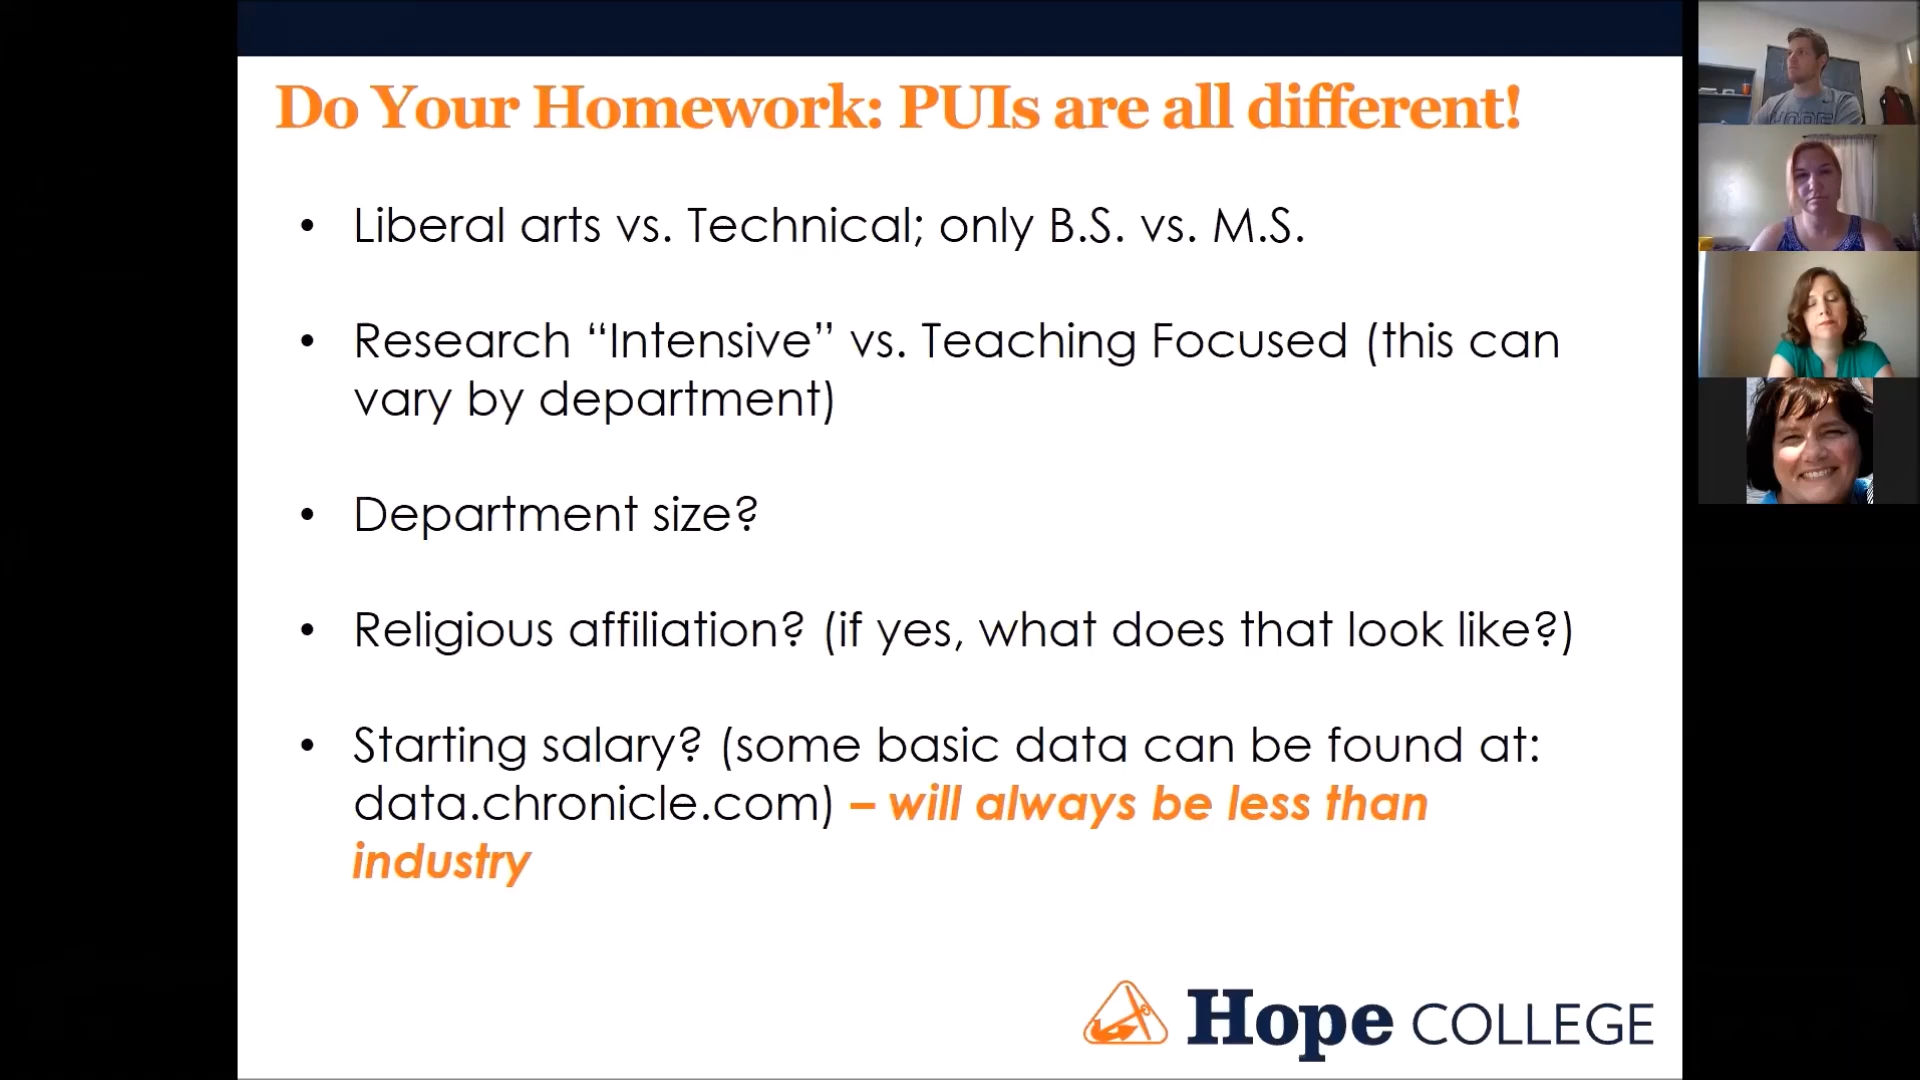 Do Your Homework: PUIs are all different!
• Liberal arts vs. Technical; only B.S. vs. M.S.
• Research “Intensive” vs. Teaching Focused (this can
vary by department)
• Department size?
• Religious affiliation? (if yes, what does that look like?)
• Starting salary? (some basic data can be found at:
data.chronicle.com) – will always be less than
industry
Hope COLLEGE
HOPE